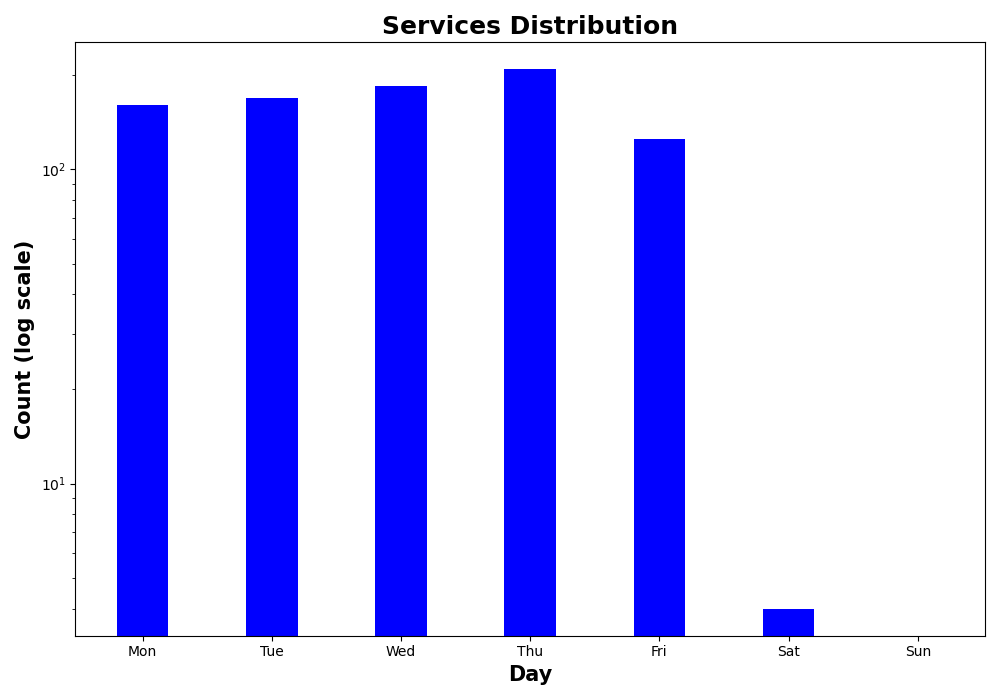 Services Distribution
Count (log scale)
10²
10¹
Mon Tue Wed Thu Fri Sat Sun
Day